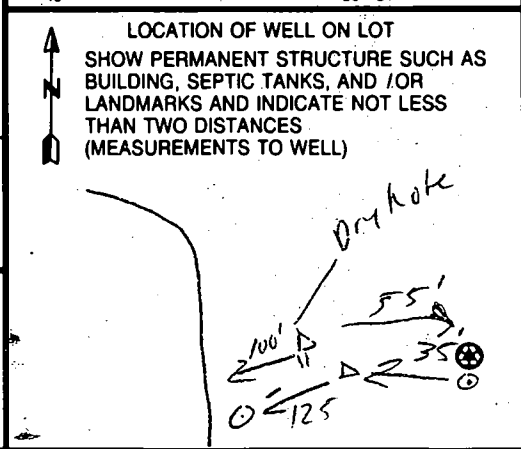 LOCATION OF WELL ON LOT
SHOW PERMANENT STRUCTURE SUCH AS
BUILDING, SEPTIC TANKS, AND / OR
LANDMARKS AND INDICATE NOT LESS
THAN TWO DISTANCES
(MEASUREMENTS TO WELL)
N
Dry hole
55'
100'
35'
125